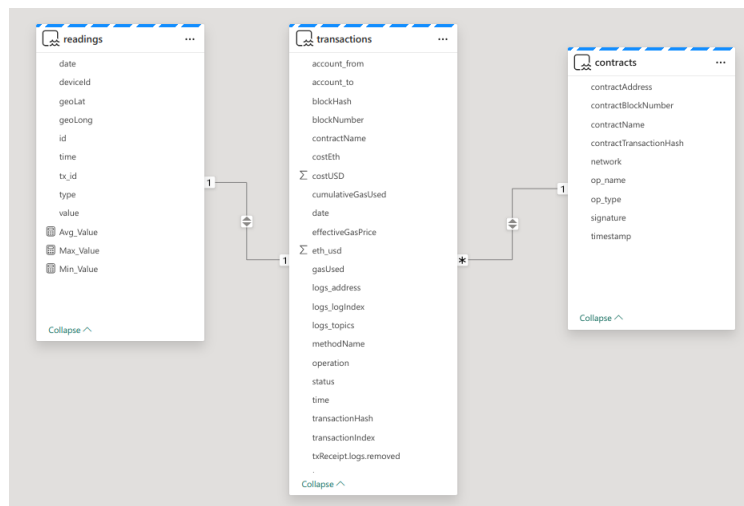 readings
...
date
deviceId
geoLat
geoLong
id
time
tx_id
type
value
Avg_Value
Max_Value
Min_Value
Collapse
1
1
transactions
...
account_from
account_to
blockHash
blockNumber
contractName
costEth
Σ costUSD
cumulativeGasUsed
date
effectiveGasPrice
Σ eth_usd
gasUsed
logs_address
logs_logIndex
logs_topics
methodName
operation
status
time
transactionHash
transactionIndex
txReceipt.logs.removed
Collapse
*
1
contracts
...
contractAddress
contractBlockNumber
contractName
contractTransactionHash
network
op_name
op_type
signature
timestamp
Collapse